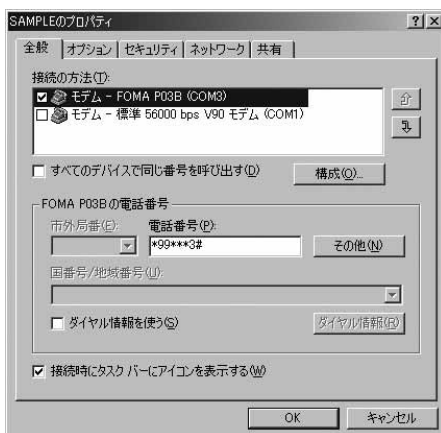 SAMPLEのプロパティ
全般 オプション セキュリティ ネットワーク 共有
接続の方法(T):
モデム - FOMA P03B (COM3)
モデム - 標準 56000 bps V90 モデム (COM1)
すべてのデバイスで同じ番号を呼び出す(D)
構成(O)...
FOMA P03Bの電話番号
市外局番(E): 電話番号(P):
*99***3# その他(N)
国番号/地域番号(U):
ダイヤル情報を使う(S) ダイヤル情報(R)
接続時にタスク バーにアイコンを表示する(W)
OK キャンセル